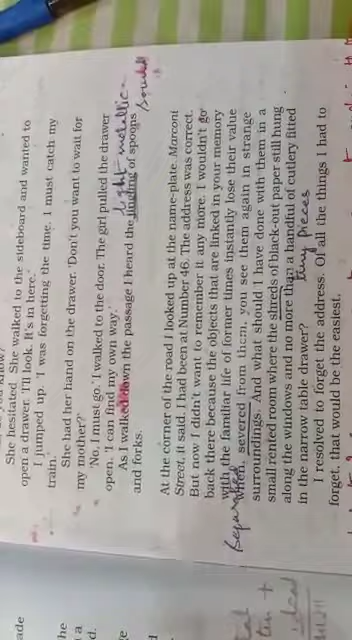 She hesitated. She walked to the sideboard and wanted to
open a drawer. 'I'll look. It's in here.'
I jumped up. 'I was forgetting the time. I must catch my
train.'
She had her hand on the drawer. 'Don't you want to wait for
my mother?'
'No, I must go.' I walked to the door. The girl pulled the drawer
open. 'I can find my own way.'
light metallic
As I walked down the passage I heard the jingling of spoons
sound
and forks.
At the corner of the road I looked up at the name-plate. Marconi
Street, it said. I had been at Number 46. The address was correct.
But now I didn't want to remember it any more. I wouldn't go
back there because the objects that are linked in your memory
with the familiar life of former times instantly lose their value
separated
when, severed from them, you see them again in strange
surroundings. And what should I have done with them in a
small rented room where the shreds of black-out paper still hung
along the windows and no more than a handful of cutlery fitted
in the narrow table drawer?
tiny pieces
I resolved to forget the address. Of all the things I had to
forget, that would be the easiest.